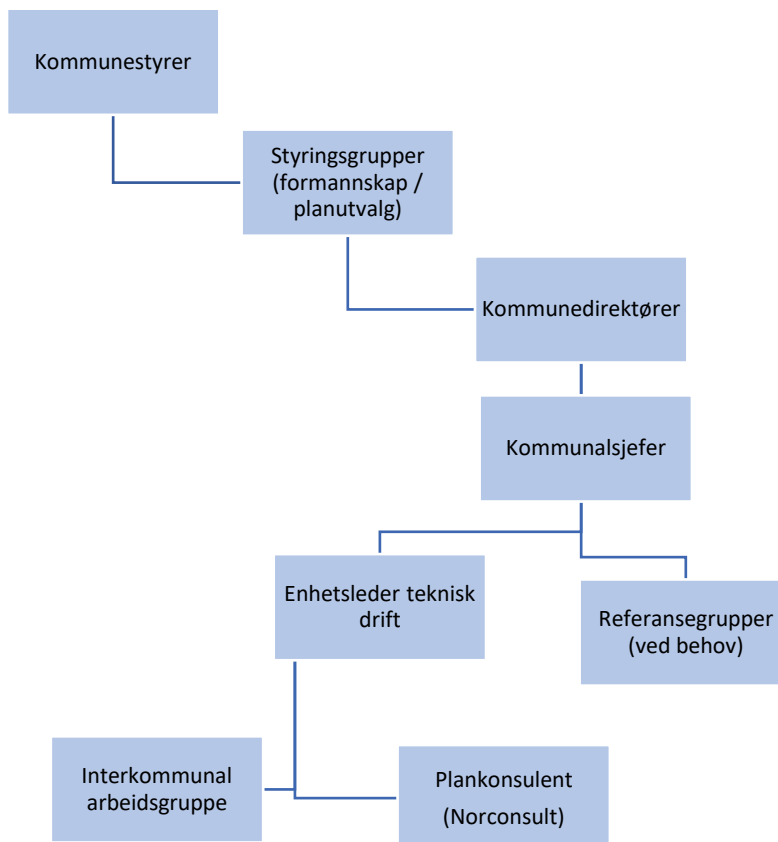 Kommunestyrer
Styringsgrupper
(formannskap /
planutvalg)
Kommunedirektører
Kommunalsjefer
Enhetsleder teknisk
drift
Referansegrupper
(ved behov)
Interkommunal
arbeidsgruppe
Plankonsulent
(Norconsult)